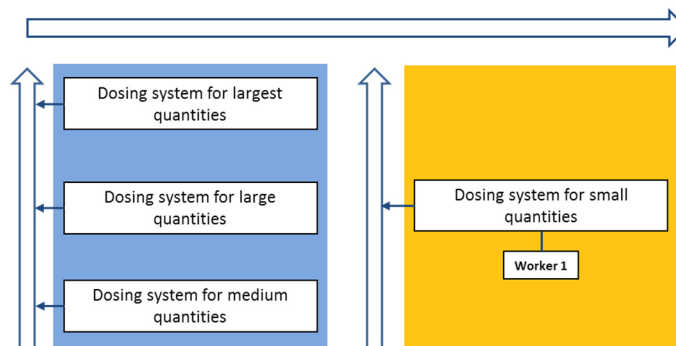 Dosing system for largest
quantities
Dosing system for large
quantities
Dosing system for medium
quantities
Dosing system for small
quantities
Worker 1